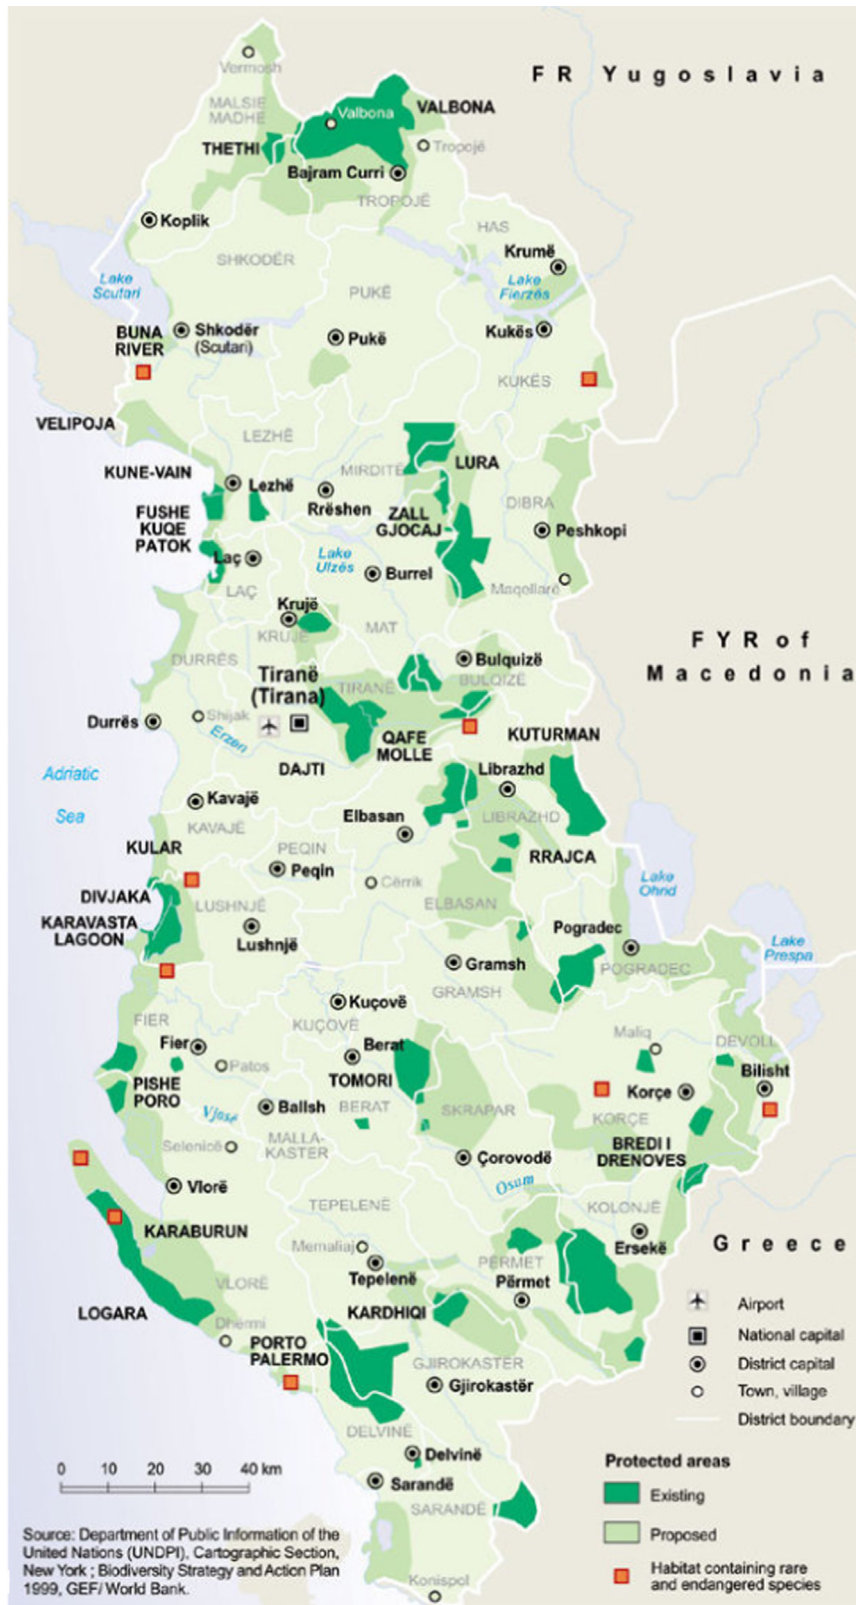 FR Yugoslavia
Vermosh
MALSIE
MADHE
Valbona
VALBONA
THETHI
Tropojë
Bajram Curri
TROPOJË
Koplik
HAS
SHKODËR
Krumë
Lake
Scutari
Lake
Fierzës
PUKË
BUNA
RIVER
Shkodër
(Scutari)
Pukë
Kukës
KUKËS
VELIPOJA
LEZHË
KUNE-VAIN
MIRDITË
LURA
Lezhë
FUSHE
KUQE
PATOK
Rrëshen
ZALL
GJOCAJ
DIBRA
Peshkopi
Laç
Lake
Ulzës
Burrel
Maqellarë
LAÇ
Krujë
KRUJË
MAT
FYR of
Macedonia
DURRËS
Bulquizë
BULQIZË
Tiranë
(Tirana)
TIRANË
Durrës
Shijak
Erzen
QAFE
MOLLE
KUTURMAN
DAJTI
Adriatic
Sea
Librazhd
Kavajë
Elbasan
LIBRAZHD
KAVAJË
KULAR
PEQIN
RRAJCA
Peqin
Cërrik
Lake
Ohrid
DIVJAKA
LUSHNJË
ELBASAN
KARAVASTA
LAGOON
Lushnjë
Pogradec
Lake
Prespa
Gramsh
POGRADEC
GRAMSH
Kuçovë
FIER
KUÇOVË
Maliq
DEVOLL
Fier
Berat
Patos
TOMORI
Bilisht
PISHE
PORO
Korçe
Vjosë
Ballsh
BERAT
SKRAPAR
KORÇE
MALLA-
KASTER
BREDI I
DRENOVES
Selenicë
Çorovodë
Vlorë
Osum
TEPELENË
KOLONJË
KARABURUN
Memaliaj
Ersekë
Greece
PËRMET
Tepelenë
Përmet
VLORË
LOGARA
KARDHIQI
Dhërmi
PORTO
PALERMO
GJIROKASTËR
Gjirokastër
DELVINË
Delvinë
Sarandë
SARANDË
Konispol
Airport
National capital
District capital
Town, village
District boundary
Protected areas
Existing
Proposed
Habitat containing rare
and endangered species
0 10 20 30 40 km
Source: Department of Public Information of the
United Nations (UNDPI), Cartographic Section,
New York ; Biodiversity Strategy and Action Plan
1999, GEF/ World Bank.